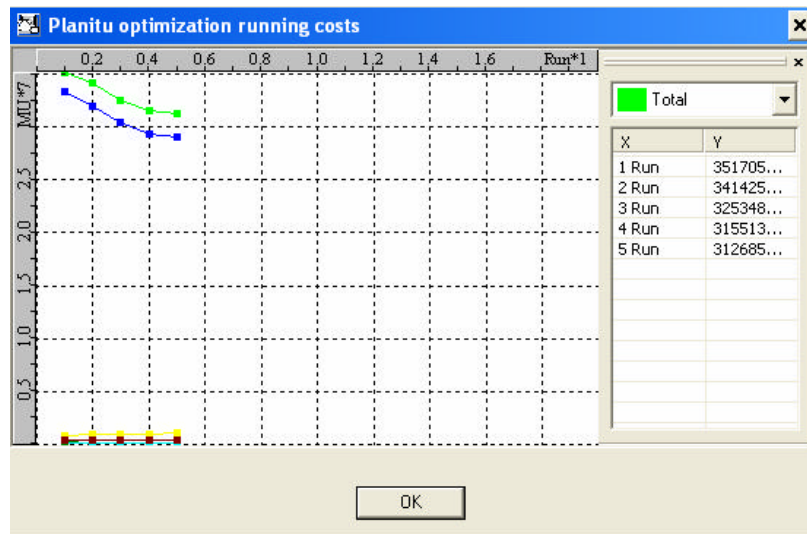 Planitu optimization running costs
0,2 0,4 0,6 0,8 1,0 1,2 1,4 1,6 Run*1
MU*7
2,5
2,0
1,5
1,0
0,5
Total
X Y
1 Run 351705...
2 Run 341425...
3 Run 325348...
4 Run 315513...
5 Run 312685...
OK